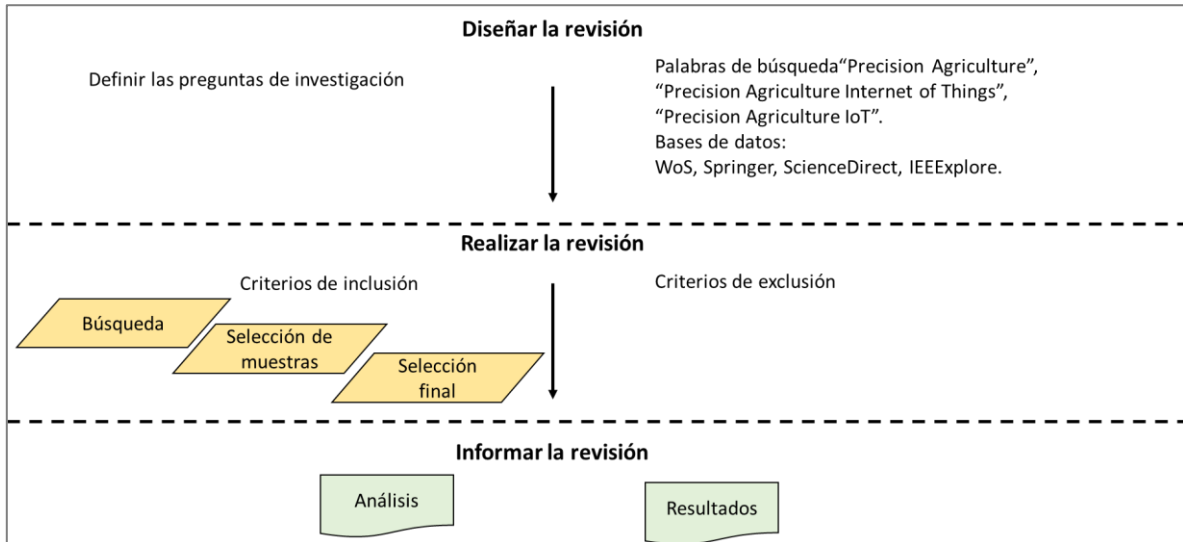 Diseñar la revisión
Definir las preguntas de investigación
Palabras de búsqueda“Precision Agriculture”,
“Precision Agriculture Internet of Things”,
“Precision Agriculture IoT”.
Bases de datos:
WoS, Springer, ScienceDirect, IEEExplore.
Realizar la revisión
Criterios de inclusión
Criterios de exclusión
Búsqueda
Selección de
muestras
Selección
final
Informar la revisión
Análisis
Resultados